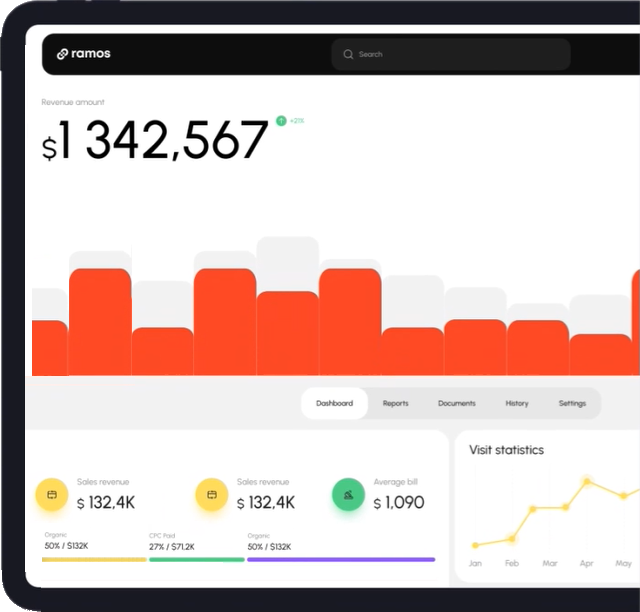 ramos
Search
Revenue amount
$1 342,567
+21%
Dashboard
Reports
Documents
History
Settings
Sales revenue
$ 132,4K
Sales revenue
$ 132,4K
Average bill
$ 1,090
Organic
50% / $132K
CPC Paid
27% / $71.2K
Organic
50% / $132K
Visit statistics
Jan
Feb
Mar
Apr
May